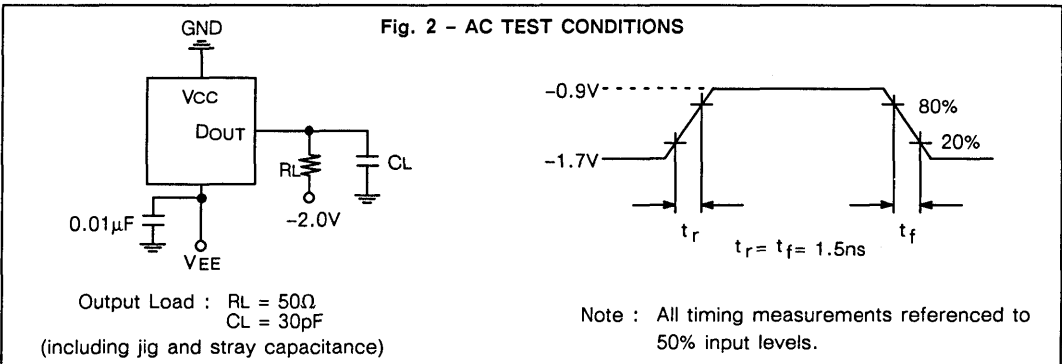 Fig. 2 – AC TEST CONDITIONS
GND
VCC
DOUT
RL
CL
-2.0V
0.01µF
VEE
Output Load : RL = 50Ω
CL = 30pF
(including jig and stray capacitance)
-0.9V
80%
20%
-1.7V
tr
tf
tr= tf= 1.5ns
Note : All timing measurements referenced to
50% input levels.